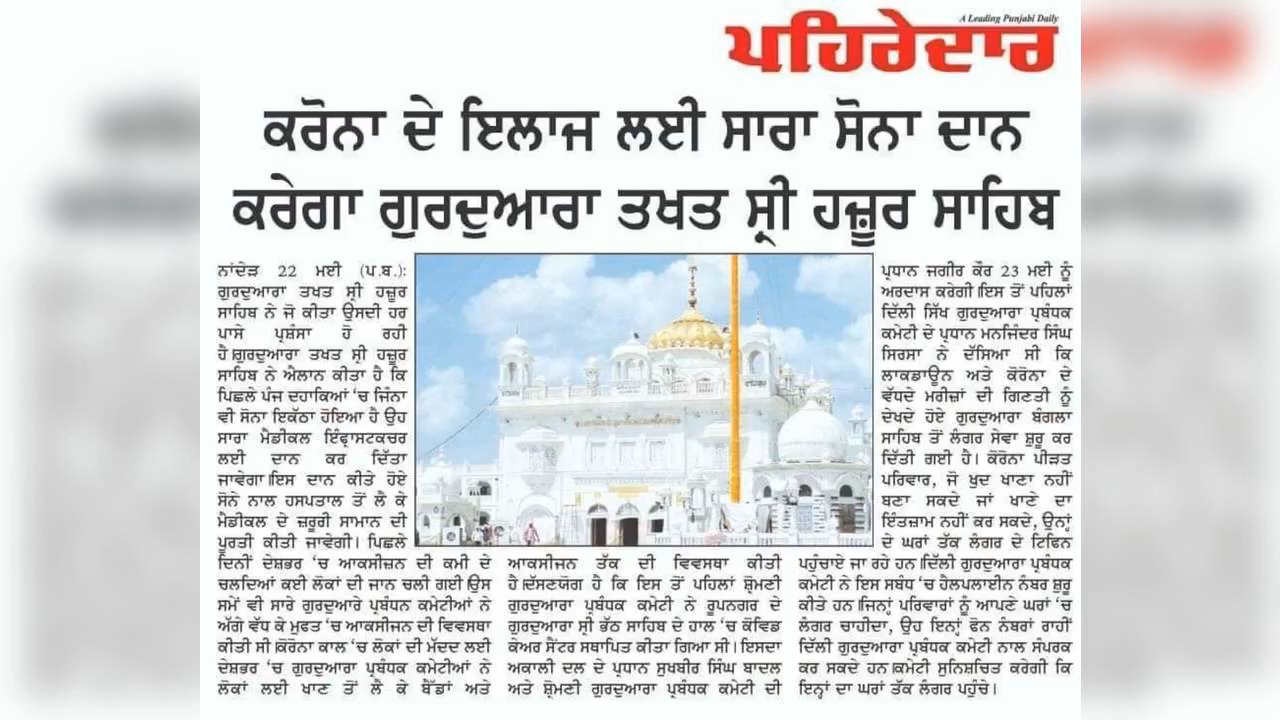 A Leading Punjabi Daily
ਪਹਿਰੇਦਾਰ
ਕਰੋਨਾ ਦੇ ਇਲਾਜ ਲਈ ਸਾਰਾ ਸੋਨਾ ਦਾਨ
ਕਰੇਗਾ ਗੁਰਦੁਆਰਾ ਤਖਤ ਸ੍ਰੀ ਹਜ਼ੂਰ ਸਾਹਿਬ
ਨਾਂਦੇੜ 22 ਮਈ (ਪ.ਬ.):
ਗੁਰਦੁਆਰਾ ਤਖਤ ਸ੍ਰੀ ਹਜ਼ੂਰ
ਸਾਹਿਬ ਨੇ ਜੋ ਕੀਤਾ ਉਸਦੀ ਹਰ
ਪਾਸੇ ਪ੍ਰਸ਼ੰਸਾ ਹੋ ਰਹੀ
ਹੈ।ਗੁਰਦੁਆਰਾ ਤਖਤ ਸ੍ਰੀ ਹਜ਼ੂਰ
ਸਾਹਿਬ ਨੇ ਐਲਾਨ ਕੀਤਾ ਹੈ ਕਿ
ਪਿਛਲੇ ਪੰਜ ਦਹਾਕਿਆਂ 'ਚ ਜਿੰਨਾ
ਵੀ ਸੋਨਾ ਇਕੱਠਾ ਹੋਇਆ ਹੈ ਉਹ
ਸਾਰਾ ਮੈਡੀਕਲ ਇੰਫ੍ਰਾਸਟਕਚਰ
ਲਈ ਦਾਨ ਕਰ ਦਿੱਤਾ
ਜਾਵੇਗਾ।ਇਸ ਦਾਨ ਕੀਤੇ ਹੋਏ
ਸੋਨੇ ਨਾਲ ਹਸਪਤਾਲ ਤੋਂ ਲੈ ਕੇ
ਮੈਡੀਕਲ ਦੇ ਜ਼ਰੂਰੀ ਸਾਮਾਨ ਦੀ
ਪੂਰਤੀ ਕੀਤੀ ਜਾਵੇਗੀ। ਪਿਛਲੇ
ਦਿਨੀਂ ਦੇਸ਼ਭਰ 'ਚ ਆਕਸੀਜ਼ਨ ਦੀ ਕਮੀ ਦੇ
ਚਲਦਿਆਂ ਕਈ ਲੋਕਾਂ ਦੀ ਜਾਨ ਚਲੀ ਗਈ।ਉਸ
ਸਮੇਂ ਵੀ ਸਾਰੇ ਗੁਰਦੁਆਰੇ ਪ੍ਰਬੰਧਨ ਕਮੇਟੀਆਂ ਨੇ
ਅੱਗੇ ਵੱਧ ਕੇ ਮੁਫਤ 'ਚ ਆਕਸੀਜਨ ਦੀ ਵਿਵਸਥਾ
ਕੀਤੀ ਸੀ।ਕੋਰੋਨਾ ਕਾਲ 'ਚ ਲੋਕਾਂ ਦੀ ਮੱਦਦ ਲਈ
ਦੇਸ਼ਭਰ 'ਚ ਗੁਰਦੁਆਰਾ ਪ੍ਰਬੰਧਕ ਕਮੇਟੀਆਂ ਨੇ
ਲੋਕਾਂ ਲਈ ਖਾਣ ਤੋਂ ਲੈ ਕੇ ਬੈੱਡਾਂ ਅਤੇ
ਆਕਸੀਜਨ ਤੱਕ ਦੀ ਵਿਵਸਥਾ ਕੀਤੀ
ਹੈ।ਦੱਸਣਯੋਗ ਹੈ ਕਿ ਇਸ ਤੋਂ ਪਹਿਲਾਂ ਸ਼੍ਰੋਮਣੀ
ਗੁਰਦੁਆਰਾ ਪ੍ਰਬੰਧਕ ਕਮੇਟੀ ਨੇ ਰੂਪਨਗਰ ਦੇ
ਗੁਰਦੁਆਰਾ ਸ੍ਰੀ ਭੱਠ ਸਾਹਿਬ ਦੇ ਹਾਲ 'ਚ ਕੋਵਿਡ
ਕੇਅਰ ਸੈਂਟਰ ਸਥਾਪਿਤ ਕੀਤਾ ਗਿਆ ਸੀ। ਇਸਦਾ
ਅਕਾਲੀ ਦਲ ਦੇ ਪ੍ਰਧਾਨ ਸੁਖਬੀਰ ਸਿੰਘ ਬਾਦਲ
ਅਤੇ ਸ਼੍ਰੋਮਣੀ ਗੁਰਦੁਆਰਾ ਪ੍ਰਬੰਧਕ ਕਮੇਟੀ ਦੀ
ਪ੍ਰਧਾਨ ਜਗੀਰ ਕੌਰ 23 ਮਈ ਨੂੰ
ਅਰਦਾਸ ਕਰੇਗੀ।ਇਸ ਤੋਂ ਪਹਿਲਾਂ
ਦਿੱਲੀ ਸਿੱਖ ਗੁਰਦੁਆਰਾ ਪ੍ਰਬੰਧਕ
ਕਮੇਟੀ ਦੇ ਪ੍ਰਧਾਨ ਮਨਜਿੰਦਰ ਸਿੰਘ
ਸਿਰਸਾ ਨੇ ਦੱਸਿਆ ਸੀ ਕਿ
ਲਾਕਡਾਊਨ ਅਤੇ ਕੋਰੋਨਾ ਦੇ
ਵੱਧਦੇ ਮਰੀਜ਼ਾਂ ਦੀ ਗਿਣਤੀ ਨੂੰ
ਦੇਖਦੇ ਹੋਏ ਗੁਰਦੁਆਰਾ ਬੰਗਲਾ
ਸਾਹਿਬ ਤੋਂ ਲੰਗਰ ਸੇਵਾ ਸ਼ੁਰੂ ਕਰ
ਦਿੱਤੀ ਗਈ ਹੈ। ਕੋਰੋਨਾ ਪੀੜਤ
ਪਰਿਵਾਰ, ਜੋ ਖੁਦ ਖਾਣਾ ਨਹੀਂ
ਬਣਾ ਸਕਦੇ ਜਾਂ ਖਾਣੇ ਦਾ
ਇੰਤਜ਼ਾਮ ਨਹੀਂ ਕਰ ਸਕਦੇ, ਉਨ੍ਹਾਂ
ਦੇ ਘਰਾਂ ਤੱਕ ਲੰਗਰ ਦੇ ਟਿਫਿਨ
ਪਹੁੰਚਾਏ ਜਾ ਰਹੇ ਹਨ।ਦਿੱਲੀ ਗੁਰਦੁਆਰਾ ਪ੍ਰਬੰਧਕ
ਕਮੇਟੀ ਨੇ ਇਸ ਸਬੰਧ 'ਚ ਹੈਲਪਲਾਈਨ ਨੰਬਰ ਸ਼ੁਰੂ
ਕੀਤੇ ਹਨ।ਜਿਨ੍ਹਾਂ ਪਰਿਵਾਰਾਂ ਨੂੰ ਆਪਣੇ ਘਰਾਂ 'ਚ
ਲੰਗਰ ਚਾਹੀਦਾ, ਉਹ ਇਨ੍ਹਾਂ ਫੋਨ ਨੰਬਰਾਂ ਰਾਹੀਂ
ਦਿੱਲੀ ਗੁਰਦੁਆਰਾ ਪ੍ਰਬੰਧਕ ਕਮੇਟੀ ਨਾਲ ਸੰਪਰਕ
ਕਰ ਸਕਦੇ ਹਨ।ਕਮੇਟੀ ਸੁਨਿਸ਼ਚਿਤ ਕਰੇਗੀ ਕਿ
ਇਨ੍ਹਾਂ ਦਾ ਘਰਾਂ ਤੱਕ ਲੰਗਰ ਪਹੁੰਚੇ।